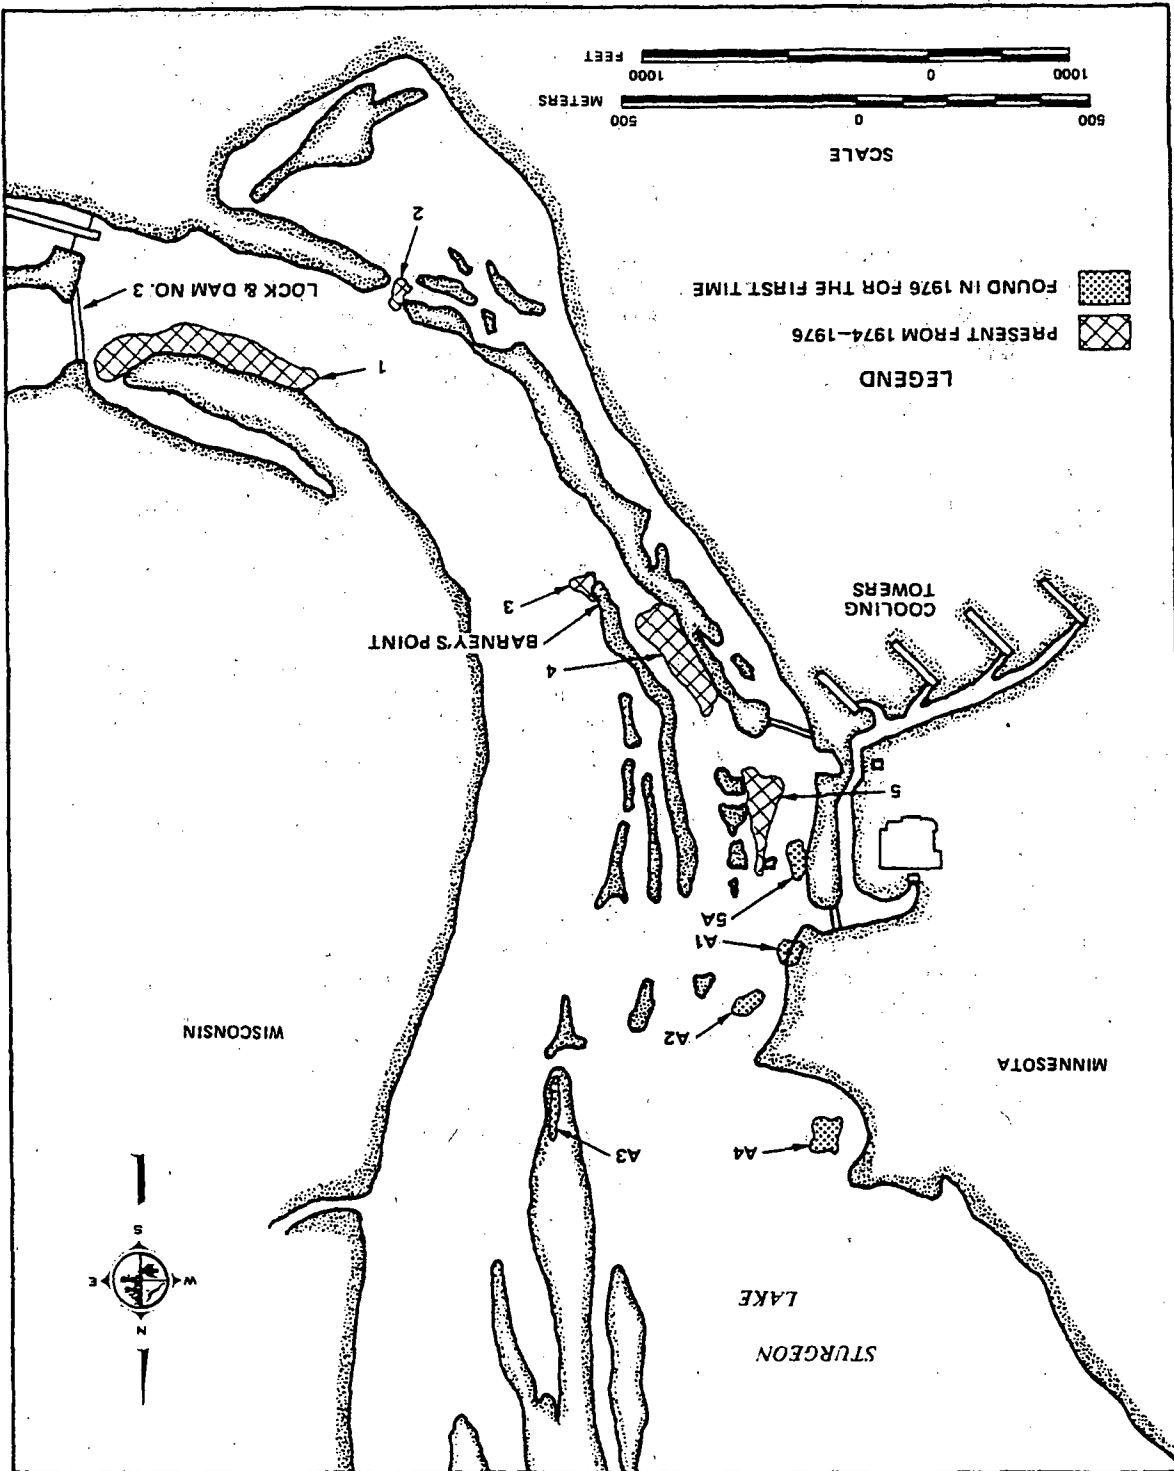 STURGEON
LAKE
N
W
E
S
A3
A4
MINNESOTA
WISCONSIN
A2
A1
5A
5
4
BARNEY'S POINT
3
COOLING
TOWERS
1
LEGEND
PRESENT FROM 1974–1976
FOUND IN 1976 FOR THE FIRST TIME
LOCK & DAM NO. 3
2
SCALE
500 0 500
METERS
1000 0 1000
FEET